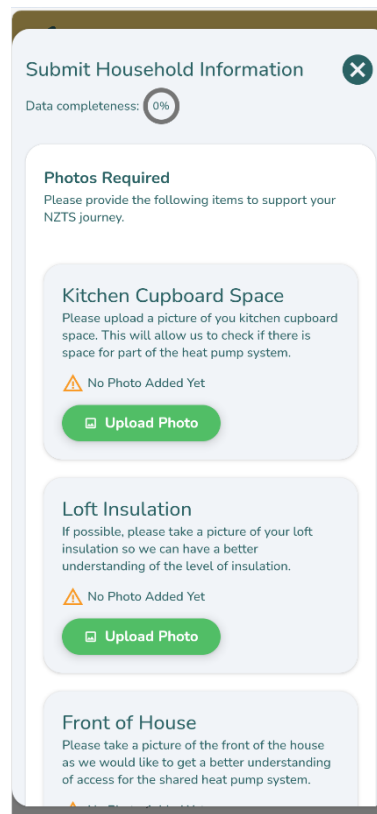 Submit Household Information
Data completeness: 0%
Photos Required
Please provide the following items to support your
NZTS journey.
Kitchen Cupboard Space
Please upload a picture of you kitchen cupboard
space. This will allow us to check if there is
space for part of the heat pump system.
No Photo Added Yet
Upload Photo
Loft Insulation
If possible, please take a picture of your loft
insulation so we can have a better
understanding of the level of insulation.
No Photo Added Yet
Upload Photo
Front of House
Please take a picture of the front of the house
as we would like to get a better understanding
of access for the shared heat pump system.